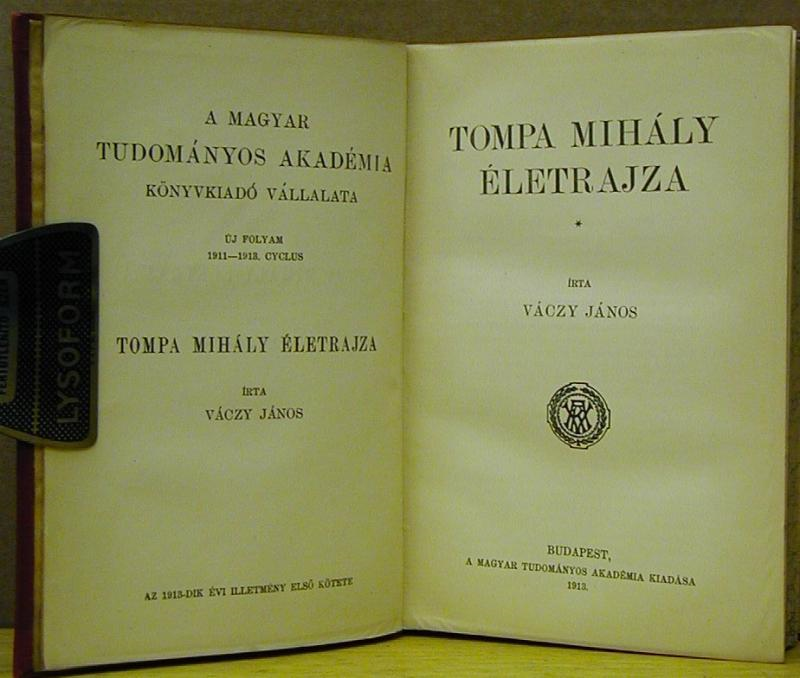 A MAGYAR
TUDOMÁNYOS AKADÉMIA
KÖNYVKIADÓ VÁLLALATA
ÚJ FOLYAM
1911—1913. CYCLUS
TOMPA MIHÁLY ÉLETRAJZA
ÍRTA
VÁCZY JÁNOS
AZ 1913-DIK ÉVI ILLETMÉNY ELSŐ KÖTETE
LYSOFORM
TOMPA MIHÁLY
ÉLETRAJZA
*
ÍRTA
VÁCZY JÁNOS
BUDAPEST,
A MAGYAR TUDOMÁNYOS AKADÉMIA KIADÁSA
1913.